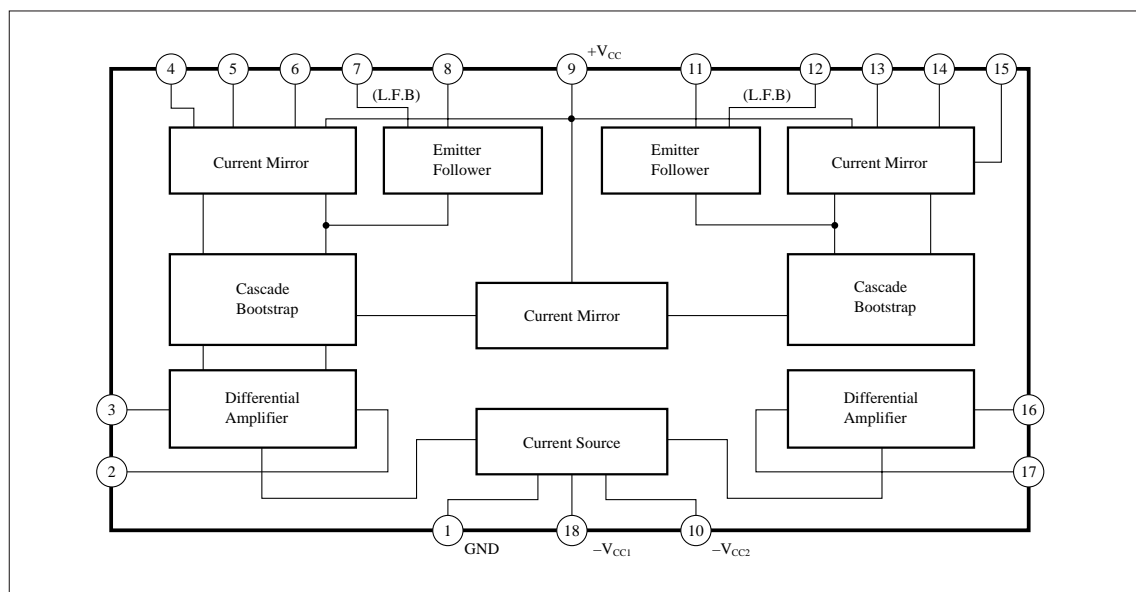 +VCC
4 5 6 7 8 9 11 12 13 14 15
(L.F.B) (L.F.B)
Current Mirror
Emitter
Follower
Emitter
Follower
Current Mirror
Cascade
Bootstrap
Current Mirror
Cascade
Bootstrap
Differential
Amplifier
Current Source
Differential
Amplifier
3
16
2
17
1 18 10
GND –VCC1 –VCC2